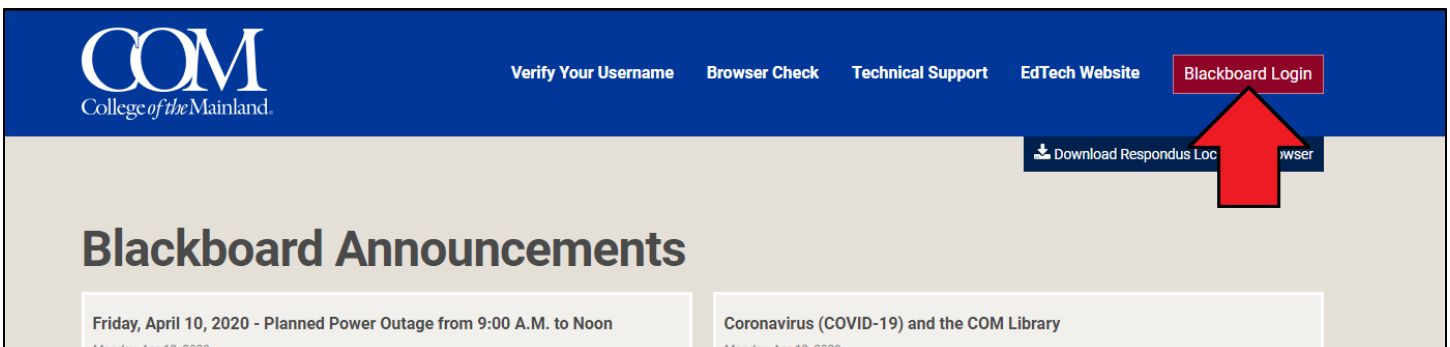 COM
College of the Mainland.
Verify Your Username Browser Check Technical Support EdTech Website Blackboard Login
Download Respondus
Blackboard Announcements
Friday, April 10, 2020 - Planned Power Outage from 9:00 A.M. to Noon
Coronavirus (COVID-19) and the COM Library